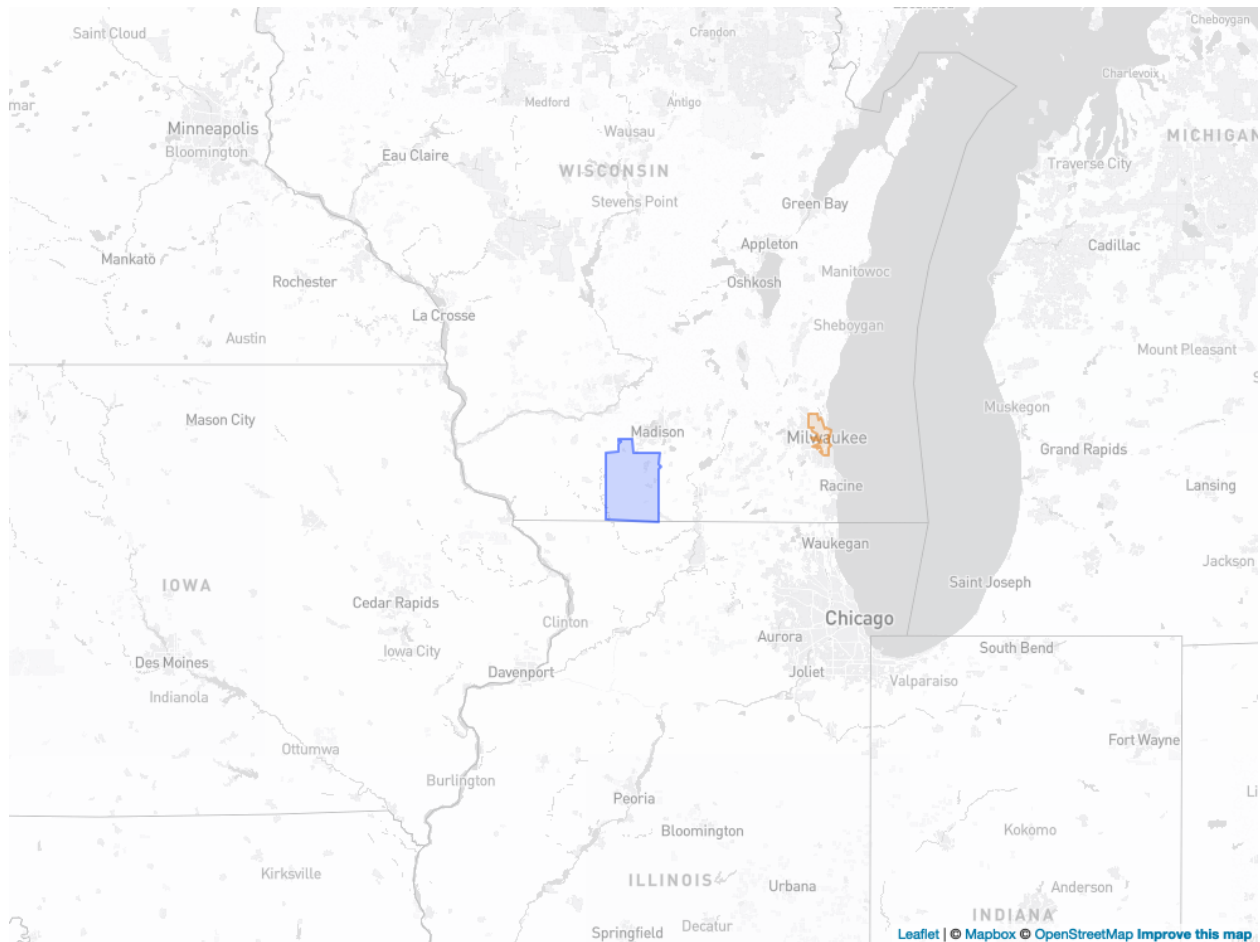 Saint Cloud
Crandon
Cheboygan
Charlevoix
Medford
Antigo
Minneapolis
Wausau
MICHIGAN
Bloomington
Eau Claire
Traverse City
WISCONSIN
Stevens Point
Green Bay
Appleton
Cadillac
Mankato
Manitowoc
Rochester
Oshkosh
La Crosse
Sheboygan
Austin
Mount Pleasant
Muskegon
Mason City
Madison
Milwaukee
Grand Rapids
Racine
Lansing
Waukegan
Jackson
IOWA
Saint Joseph
Cedar Rapids
Chicago
Clinton
Aurora
Iowa City
South Bend
Des Moines
Davenport
Joliet
Valparaiso
Indianola
Fort Wayne
Ottumwa
Burlington
Peoria
Bloomington
Kokomo
Kirksville
ILLINOIS
Urbana
Anderson
INDIANA
Decatur
Springfield
Leaflet | © Mapbox © OpenStreetMap Improve this map